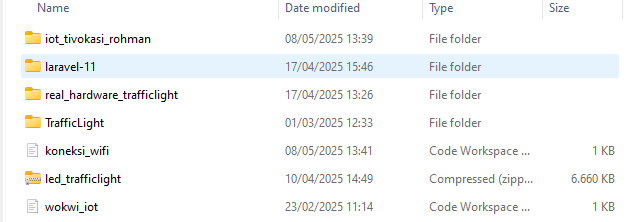 Name Date modified Type Size
iot_tivokasi_rohman 08/05/2025 13:39 File folder
laravel-11 17/04/2025 15:46 File folder
real_hardware_trafficlight 17/04/2025 13:26 File folder
TrafficLight 01/03/2025 12:33 File folder
koneksi_wifi 08/05/2025 13:41 Code Workspace ... 1 KB
led_trafficlight 10/04/2025 14:49 Compressed (zipp... 6.660 KB
wokwi_iot 23/02/2025 11:14 Code Workspace ... 1 KB